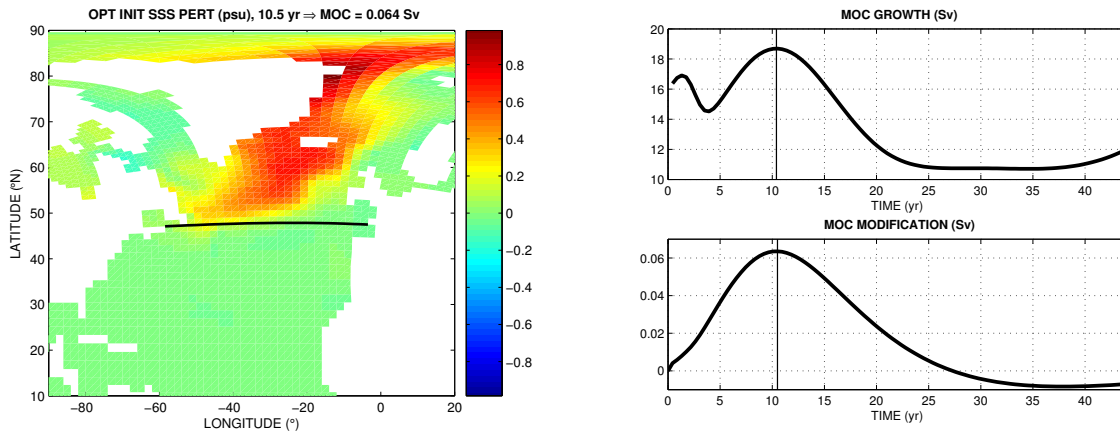 OPT INIT SSS PERT (psu), 10.5 yr ⇒ MOC = 0.064 Sv
90
80
70
60
50
40
30
20
10
LATITUDE (°N)
−80 −60 −40 −20 0 20
LONGITUDE (°)
0.8
0.6
0.4
0.2
0
−0.2
−0.4
−0.6
−0.8
MOC GROWTH (Sv)
20
18
16
14
12
10
0 5 10 15 20 25 30 35 40
TIME (yr)
MOC MODIFICATION (Sv)
0.06
0.04
0.02
0
0 5 10 15 20 25 30 35 40
TIME (yr)